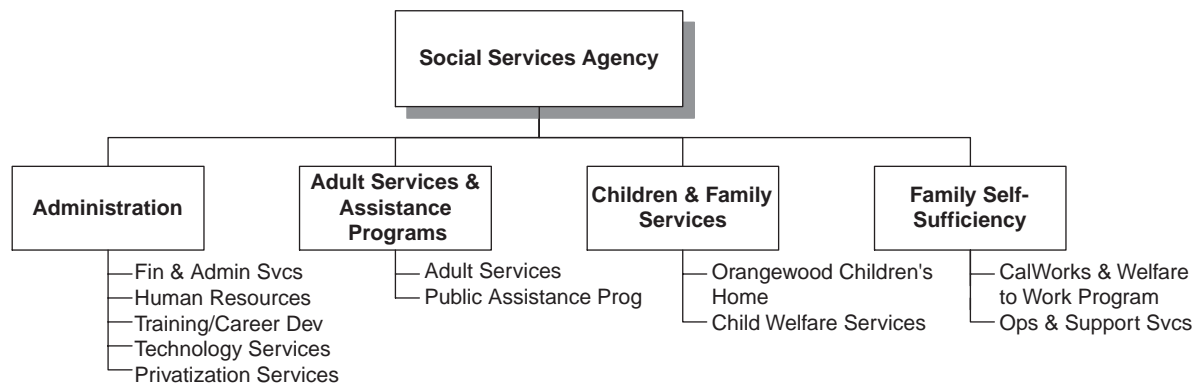 Social Services Agency
Administration
Adult Services &
Assistance
Programs
Children & Family
Services
Family Self-
Sufficiency
Fin & Admin Svcs
Human Resources
Training/Career Dev
Technology Services
Privatization Services
Adult Services
Public Assistance Prog
Orangewood Children's
Home
Child Welfare Services
CalWorks & Welfare
to Work Program
Ops & Support Svcs